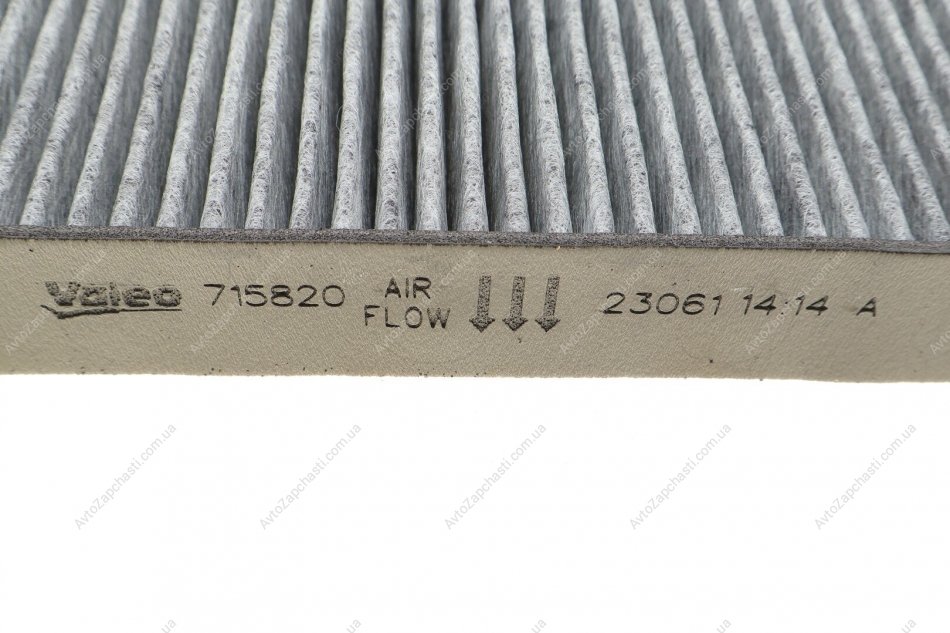 Valeo 715820 AIR FLOW 23061 14:14 A
AvtoZapchasti.com.ua